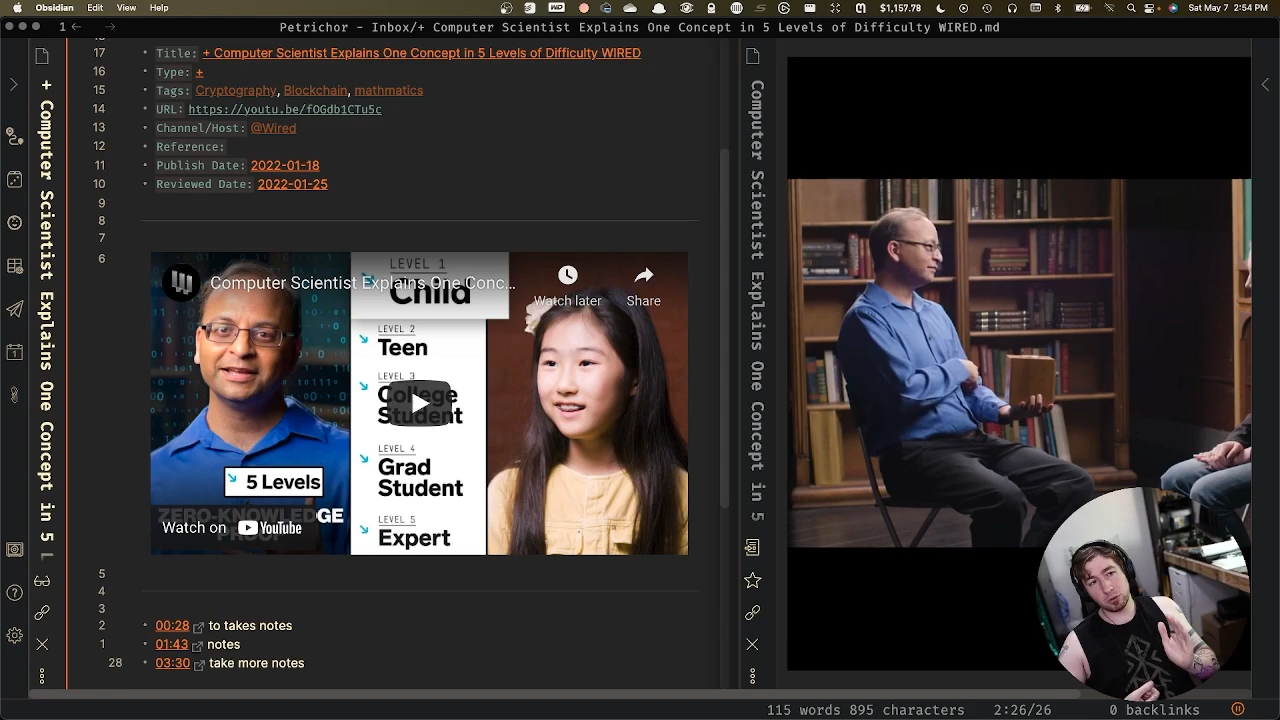 Obsidian File Edit View Window Help $1,157.78 Sat May 7 2:54 PM
1 Petrichor - Inbox/+ Computer Scientist Explains One Concept in 5 Levels of Difficulty WIRED.md
+ Computer Scientist Explains One Concept in 5 L
17 Title: + Computer Scientist Explains One Concept in 5 Levels of Difficulty WIRED
16 Type: +
15 Tags: Cryptography, Blockchain, mathmatics
14 URL: https://youtu.be/fOGdb1CTu5c
13 Channel/Host: @Wired
12 Reference:
11 Publish Date: 2022-01-18
10 Reviewed Date: 2022-01-25
9
8
7
6
LEVEL 1
Child
Computer Scientist Explains One Conc...
Watch later Share
LEVEL 2
Teen
LEVEL 3
College
Student
LEVEL 4
Grad
Student
LEVEL 5
Expert
5 Levels
ZERO-KNOWLEDGE
PROOF
Watch on YouTube
5
4
3
2 00:28 to takes notes
1 01:43 notes
28 03:30 take more notes
Computer Scientist Explains One Concept in 5
115 words 895 characters 2:26/26 0 backlinks